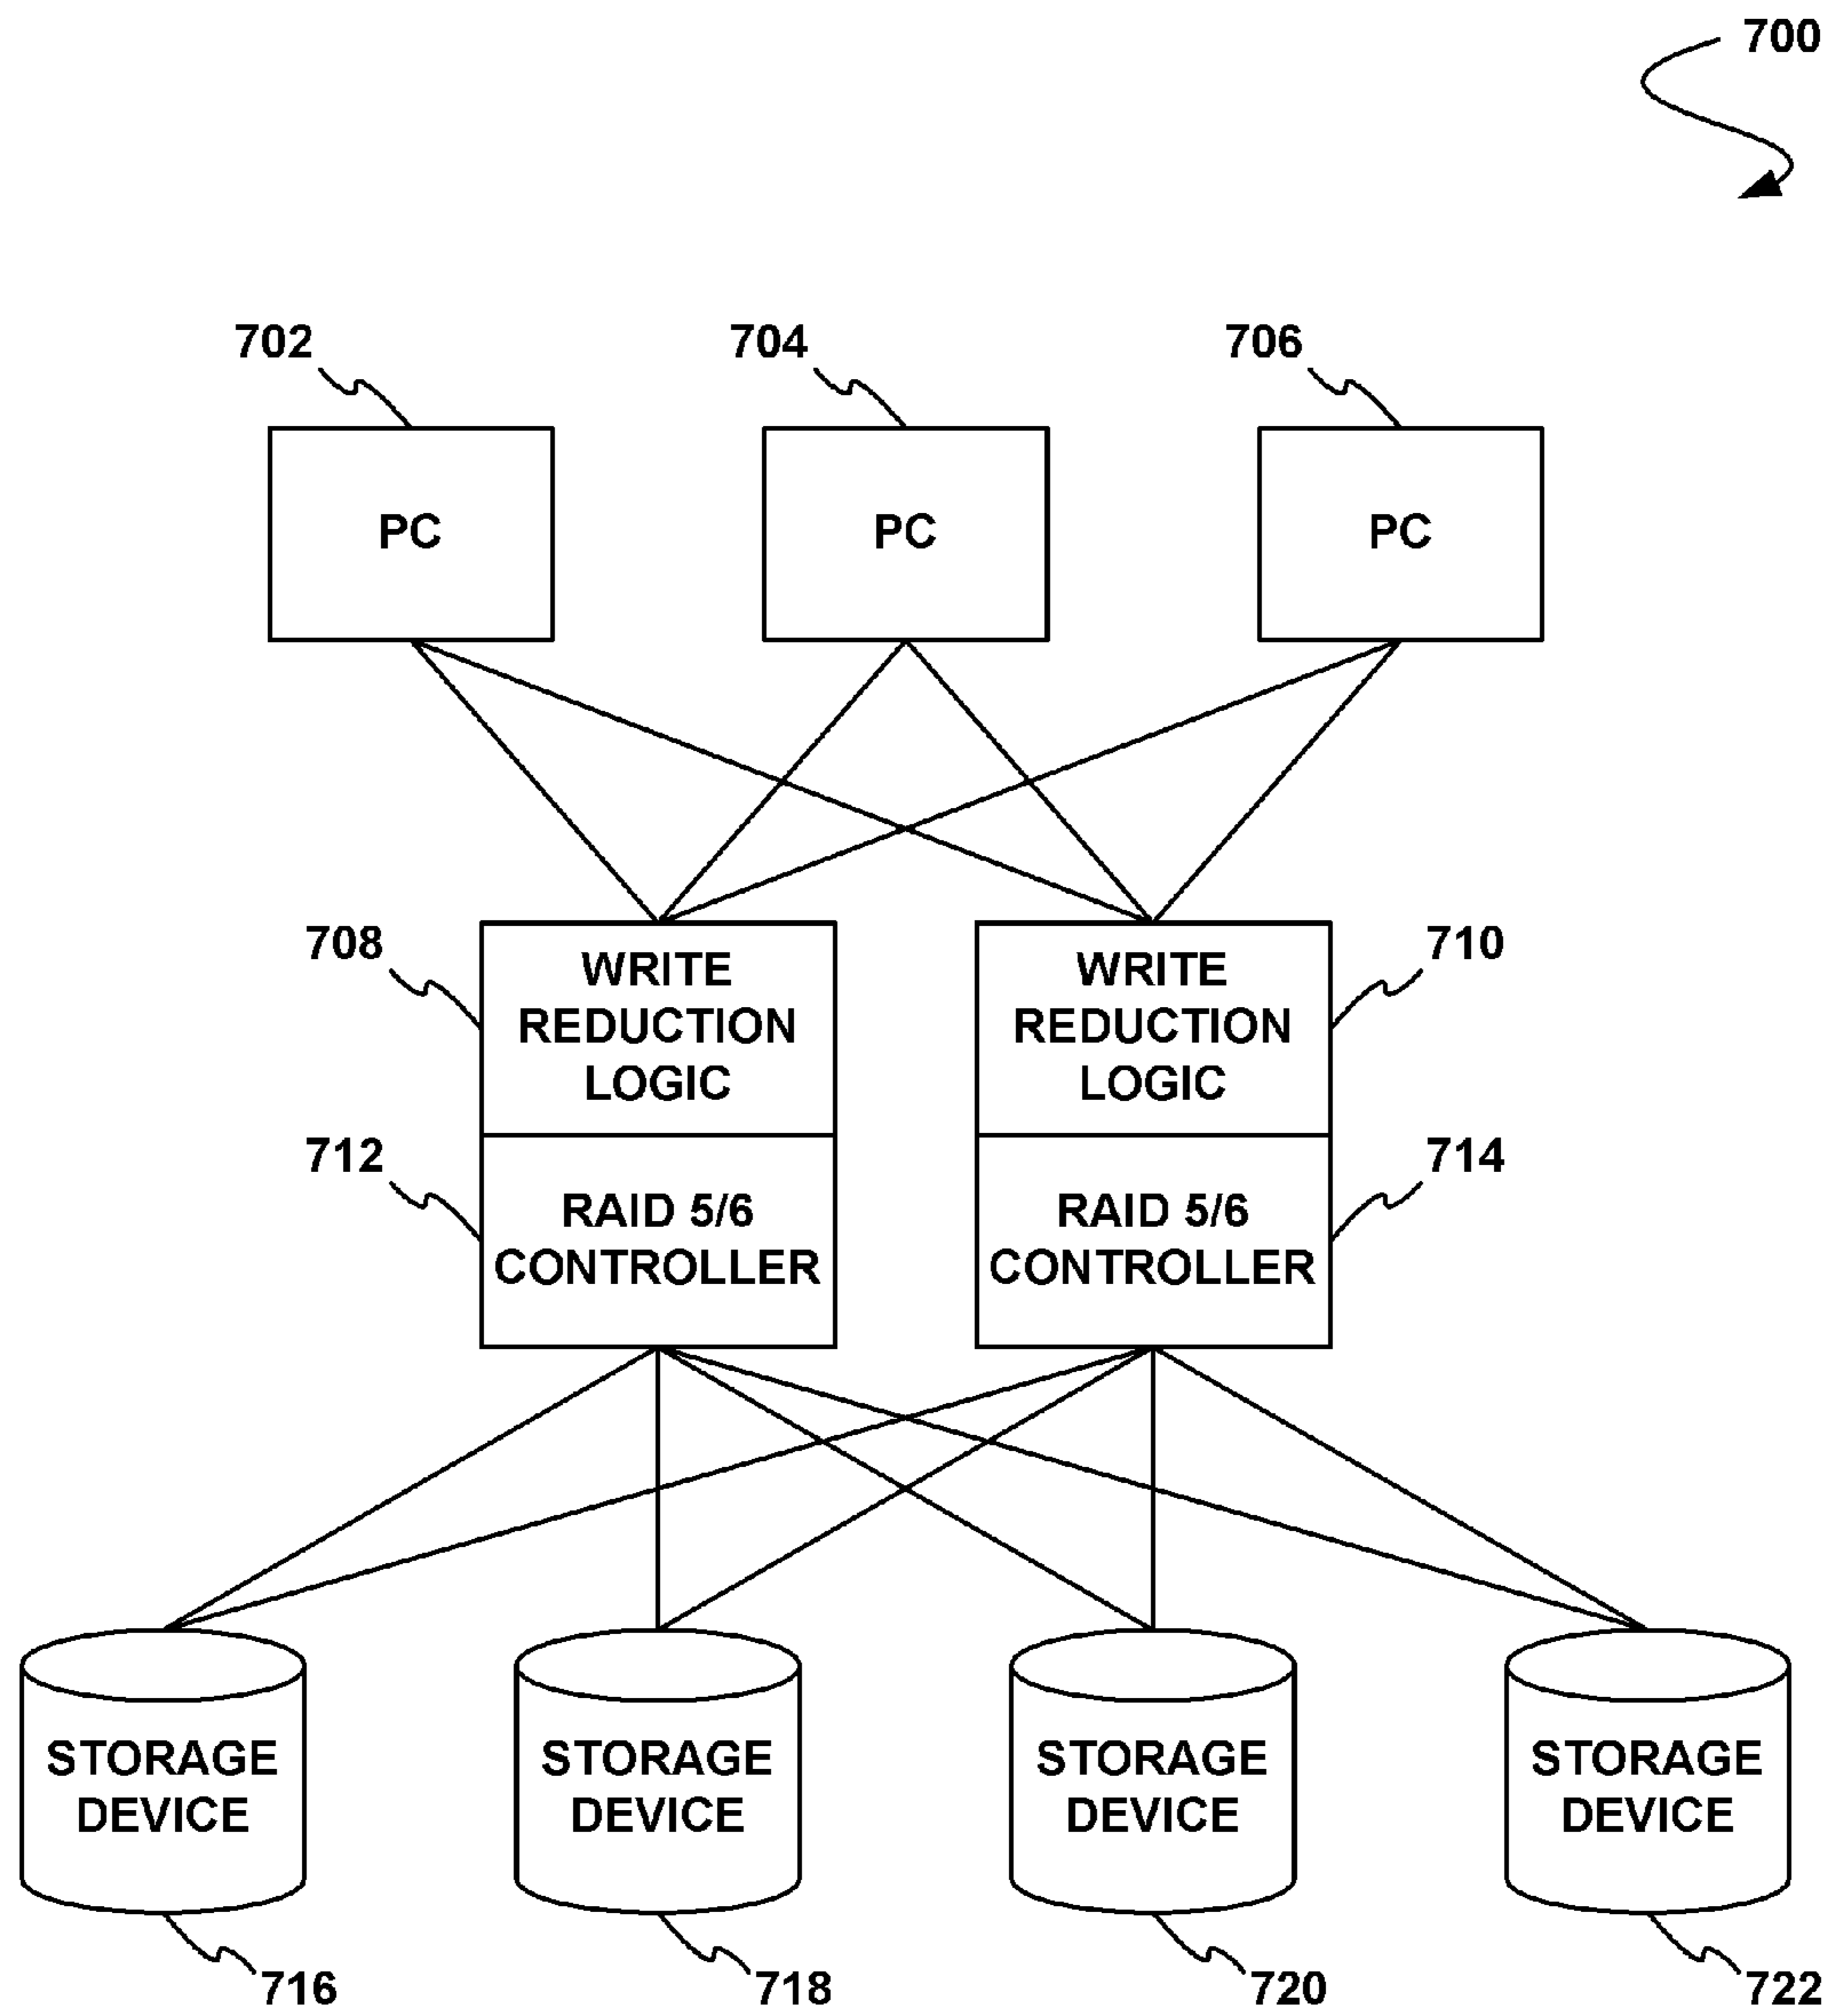 700
702
704
706
PC
PC
PC
708
WRITE
REDUCTION
LOGIC
WRITE
REDUCTION
LOGIC
710
712
RAID 5/6
CONTROLLER
RAID 5/6
CONTROLLER
714
STORAGE
DEVICE
STORAGE
DEVICE
STORAGE
DEVICE
STORAGE
DEVICE
716
718
720
722